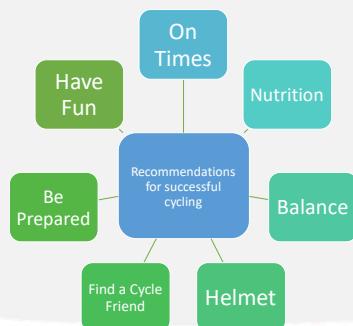 On
Times
Have
Fun
Nutrition
Recommendations
for successful
cycling
Be
Prepared
Balance
Find a Cycle
Friend
Helmet